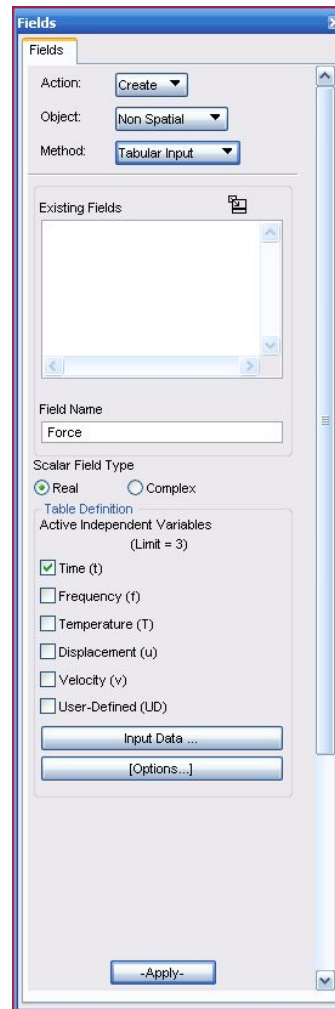 Fields
Fields
Action: Create
Object: Non Spatial
Method: Tabular Input
Existing Fields
Field Name
Force
Scalar Field Type
Real Complex
Table Definition
Active Independent Variables
(Limit = 3)
Time (t)
Frequency (f)
Temperature (T)
Displacement (u)
Velocity (v)
User-Defined (UD)
Input Data ...
[Options...]
-Apply-